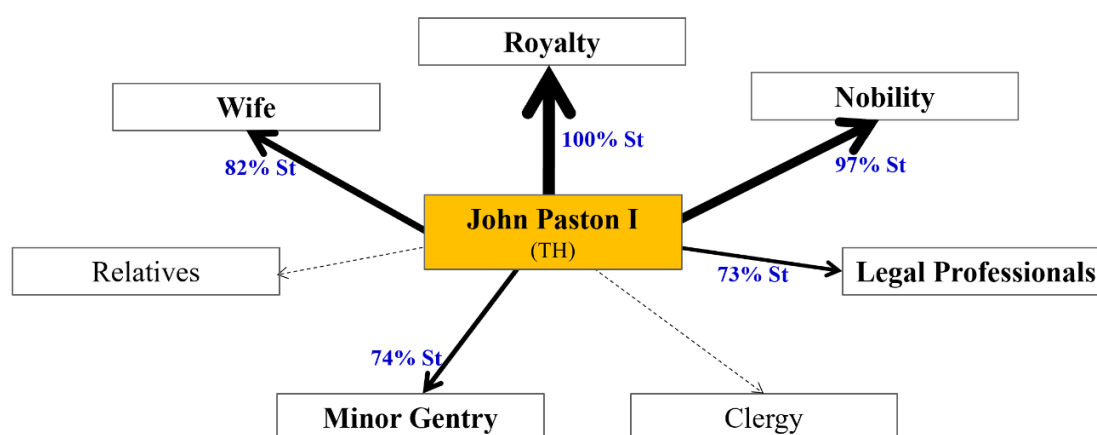 Royalty
Wife
Nobility
100% St
82% St
97% St
John Paston I
(TH)
Relatives
73% St
Legal Professionals
74% St
Minor Gentry
Clergy